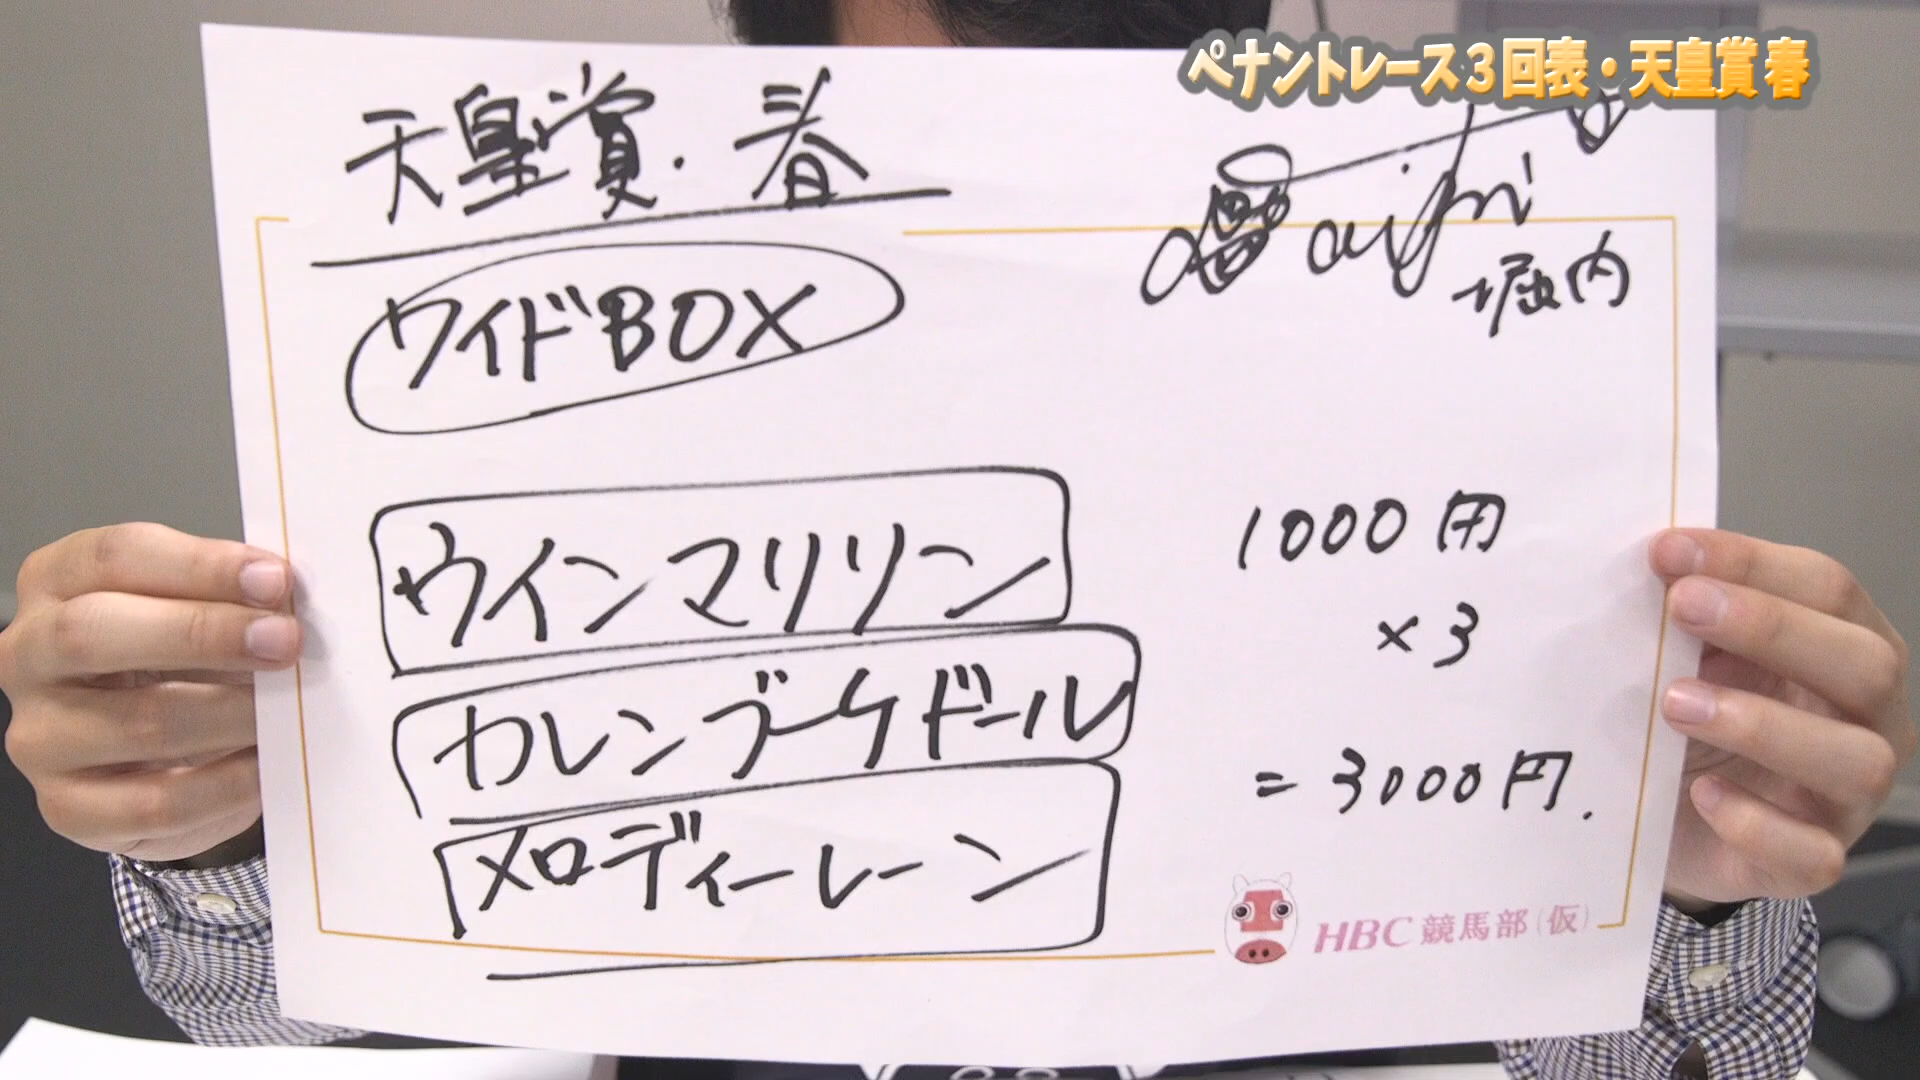 ペナントレース3回表・天皇賞 春
天皇賞・春
堀内
ワイドBOX
ウインマリリン
カレンブーケドール
メロディーレーン
1000円
×3
=3000円.
HBC競馬部(仮)